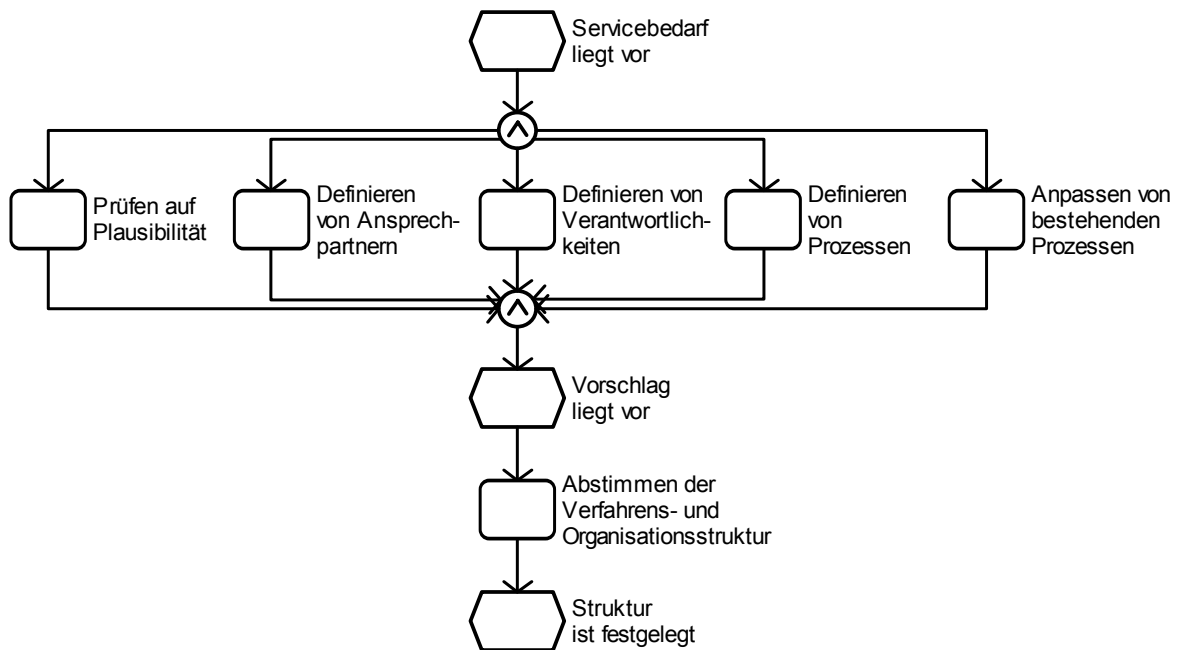 Servicebedarf
liegt vor
Prüfen auf
Plausibilität
Definieren
von Ansprech-
partnern
Definieren von
Verantwortlich-
keiten
Definieren
von
Prozessen
Anpassen von
bestehenden
Prozessen
Vorschlag
liegt vor
Abstimmen der
Verfahrens- und
Organisationsstruktur
Struktur
ist festgelegt